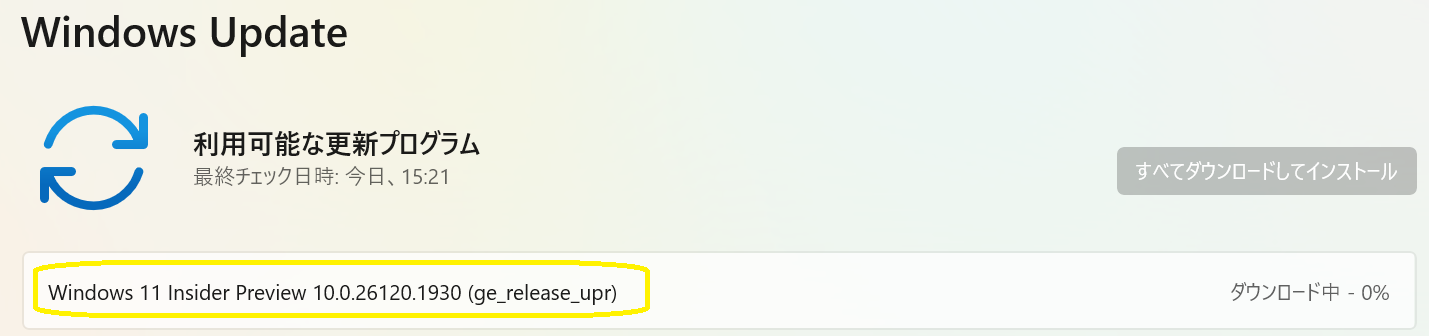 Windows Update
利用可能な更新プログラム
最終チェック日時: 今日、15:21
すべてダウンロードしてインストール
Windows 11 Insider Preview 10.0.26120.1930 (ge_release_upr)
ダウンロード中 - 0%